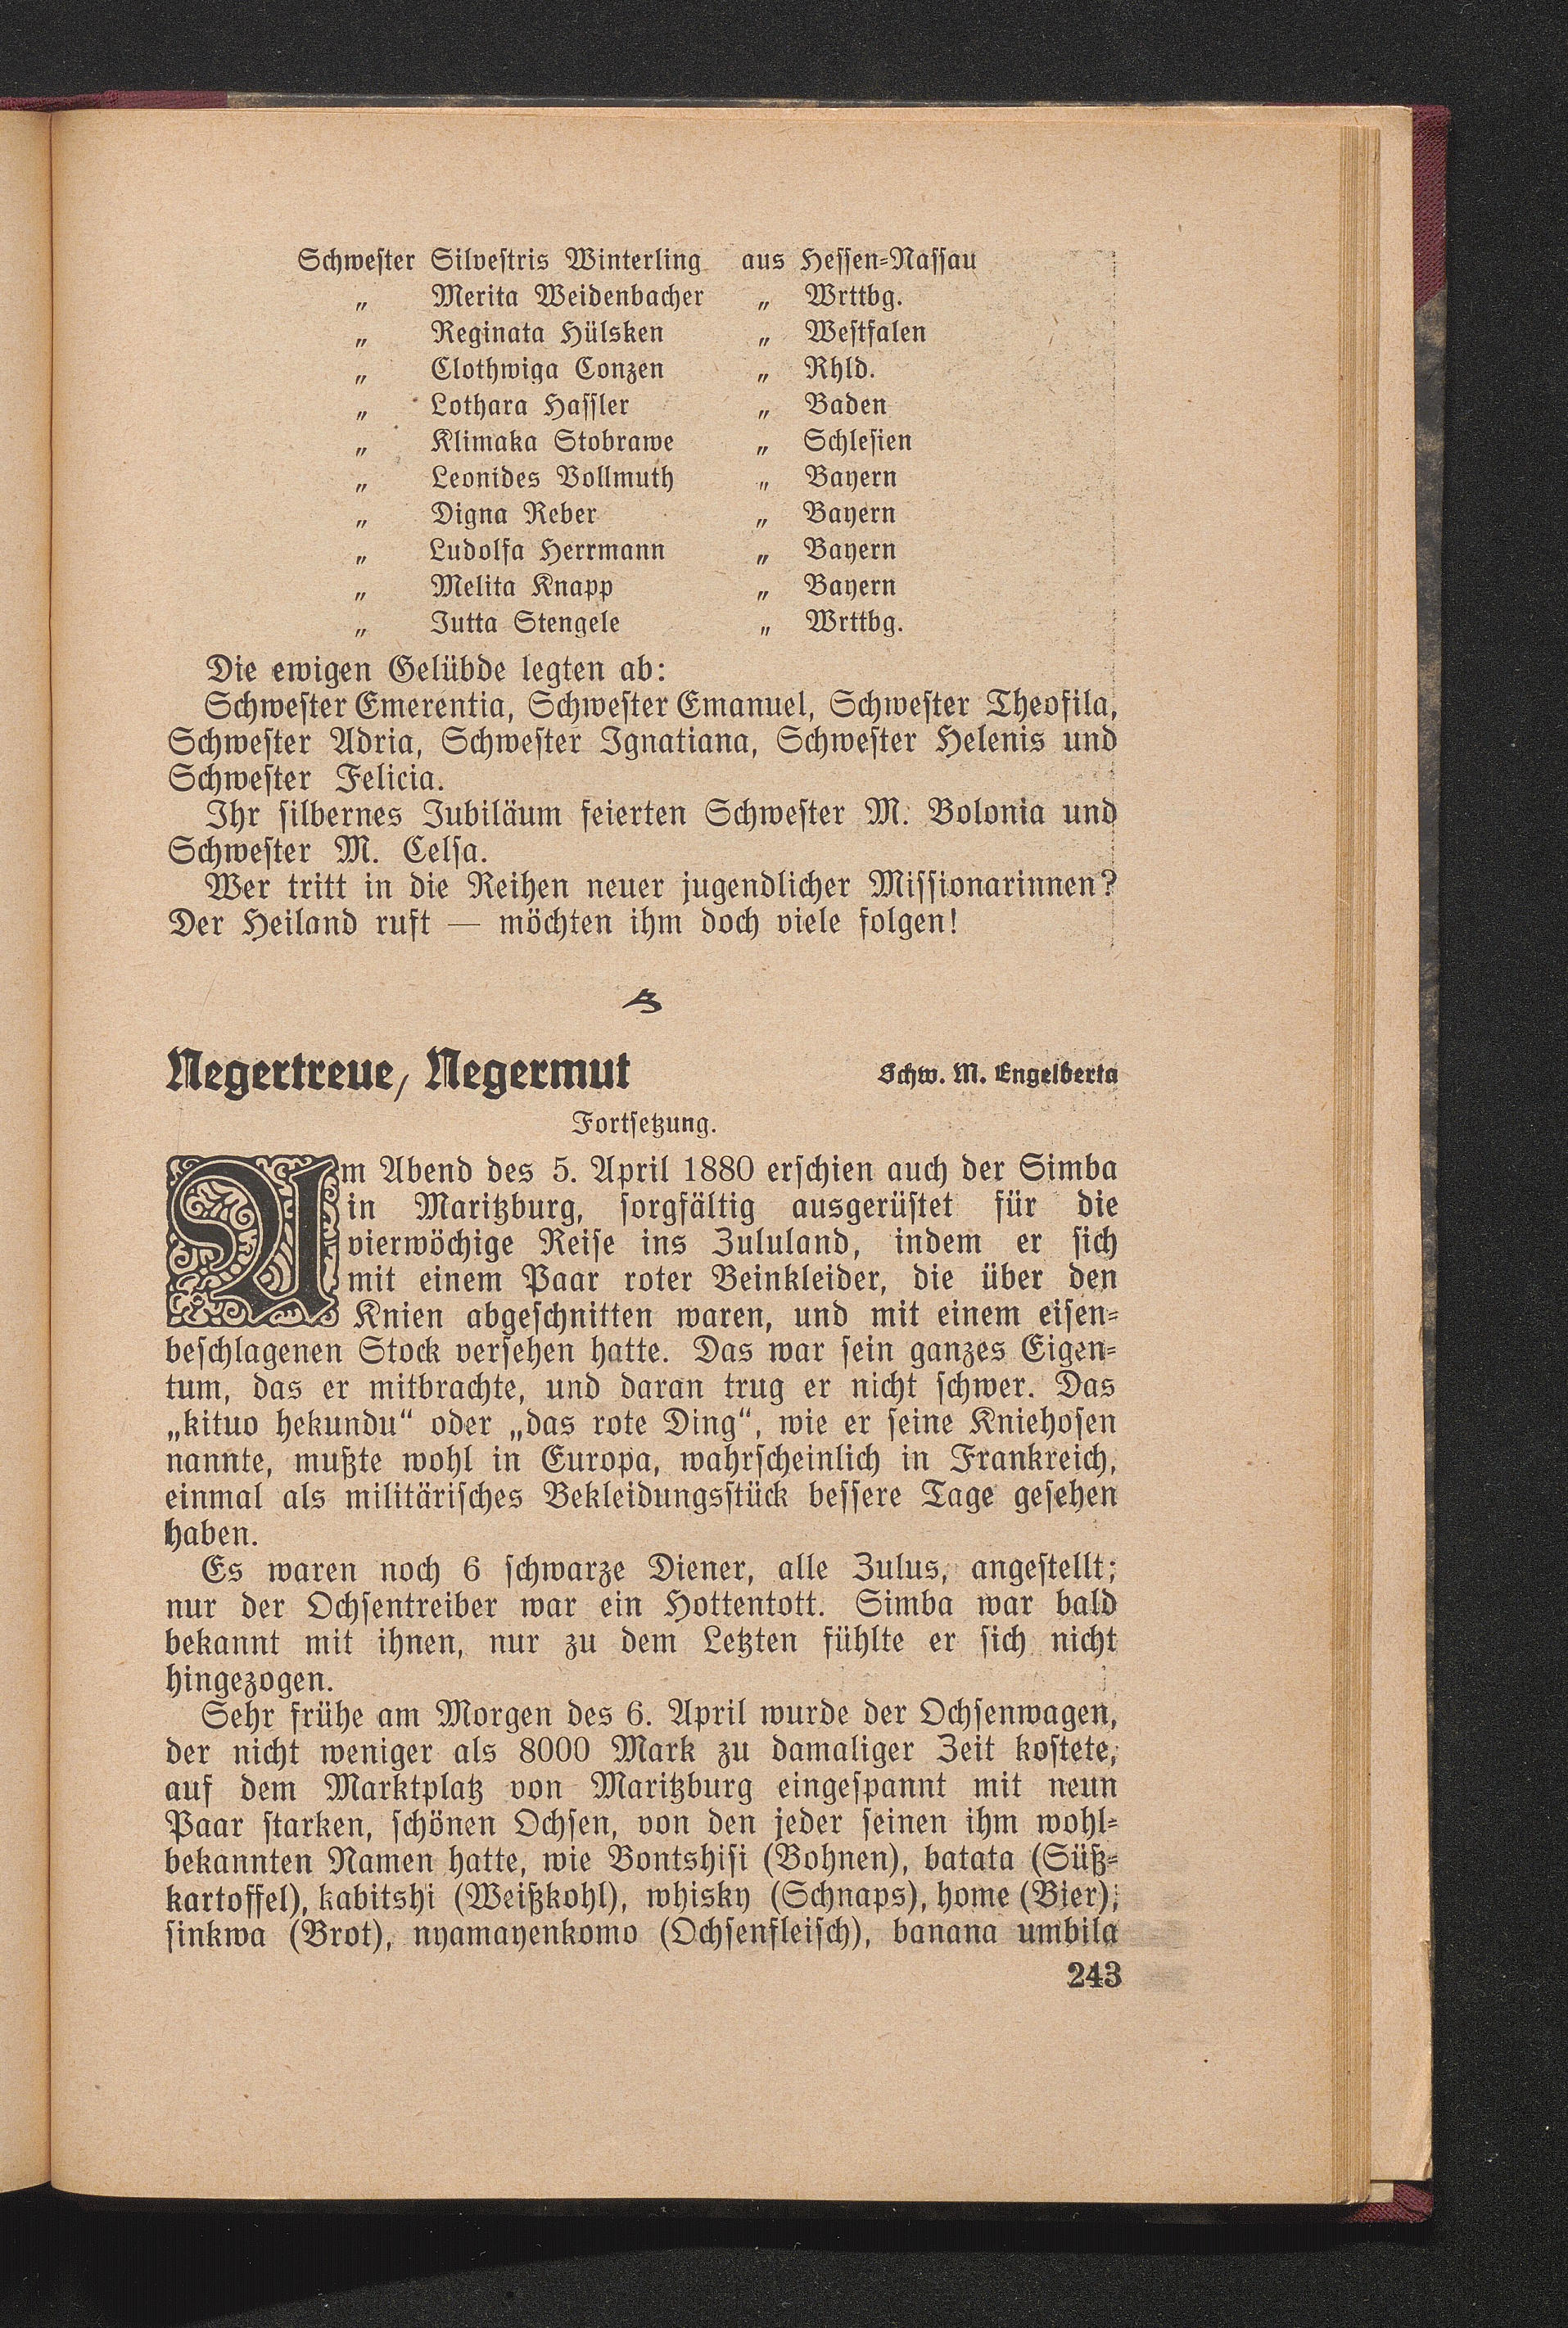 Schwester Silvestris Winterling aus Hessen-Nassau
„ Merita Weidenbacher „ Wrttbg.
„ Reginata Hülsken „ Westfalen
„ Clothwiga Conzen „ Rhld.
„ Lothara Hassler „ Baden
„ Klimaka Stobrawe „ Schlesien
„ Leonides Vollmuth „ Bayern
„ Digna Reber „ Bayern
„ Ludolfa Herrmann „ Bayern
„ Melita Knapp „ Bayern
„ Jutta Stengele „ Wrttbg.
Die ewigen Gelübde legten ab:
Schwester Emerentia, Schwester Emanuel, Schwester Theofila,
Schwester Adria, Schwester Ignatiana, Schwester Helenis und
Schwester Felicia.
Ihr silbernes Jubiläum feierten Schwester M. Bolonia und
Schwester M. Celsa.
Wer tritt in die Reihen neuer jugendlicher Missionarinnen?
Der Heiland ruft — möchten ihm doch viele folgen!
Negertreue, Negermut Schw. M. Engelberta
Fortsetzung.
Am Abend des 5. April 1880 erschien auch der Simba
in Maritzburg, sorgfältig ausgerüstet für die
vierwöchige Reise ins Zululand, indem er sich
mit einem Paar roter Beinkleider, die über den
Knien abgeschnitten waren, und mit einem eisen-
beschlagenen Stock versehen hatte. Das war sein ganzes Eigen-
tum, das er mitbrachte, und daran trug er nicht schwer. Das
„kituo hekundu“ oder „das rote Ding“, wie er seine Kniehosen
nannte, mußte wohl in Europa, wahrscheinlich in Frankreich,
einmal als militärisches Bekleidungsstück bessere Tage gesehen
haben.
Es waren noch 6 schwarze Diener, alle Zulus, angestellt;
nur der Ochsentreiber war ein Hottentott. Simba war bald
bekannt mit ihnen, nur zu dem Letzten fühlte er sich nicht
hingezogen.
Sehr frühe am Morgen des 6. April wurde der Ochsenwagen,
der nicht weniger als 8000 Mark zu damaliger Zeit kostete,
auf dem Marktplatz von Maritzburg eingespannt mit neun
Paar starken, schönen Ochsen, von den jeder seinen ihm wohl-
bekannten Namen hatte, wie Bontshisi (Bohnen), batata (Süß-
kartoffel), kabitshi (Weißkohl), whisky (Schnaps), home (Bier),
sinkwa (Brot), nyamayenkomo (Ochsenfleisch), banana umbila
243